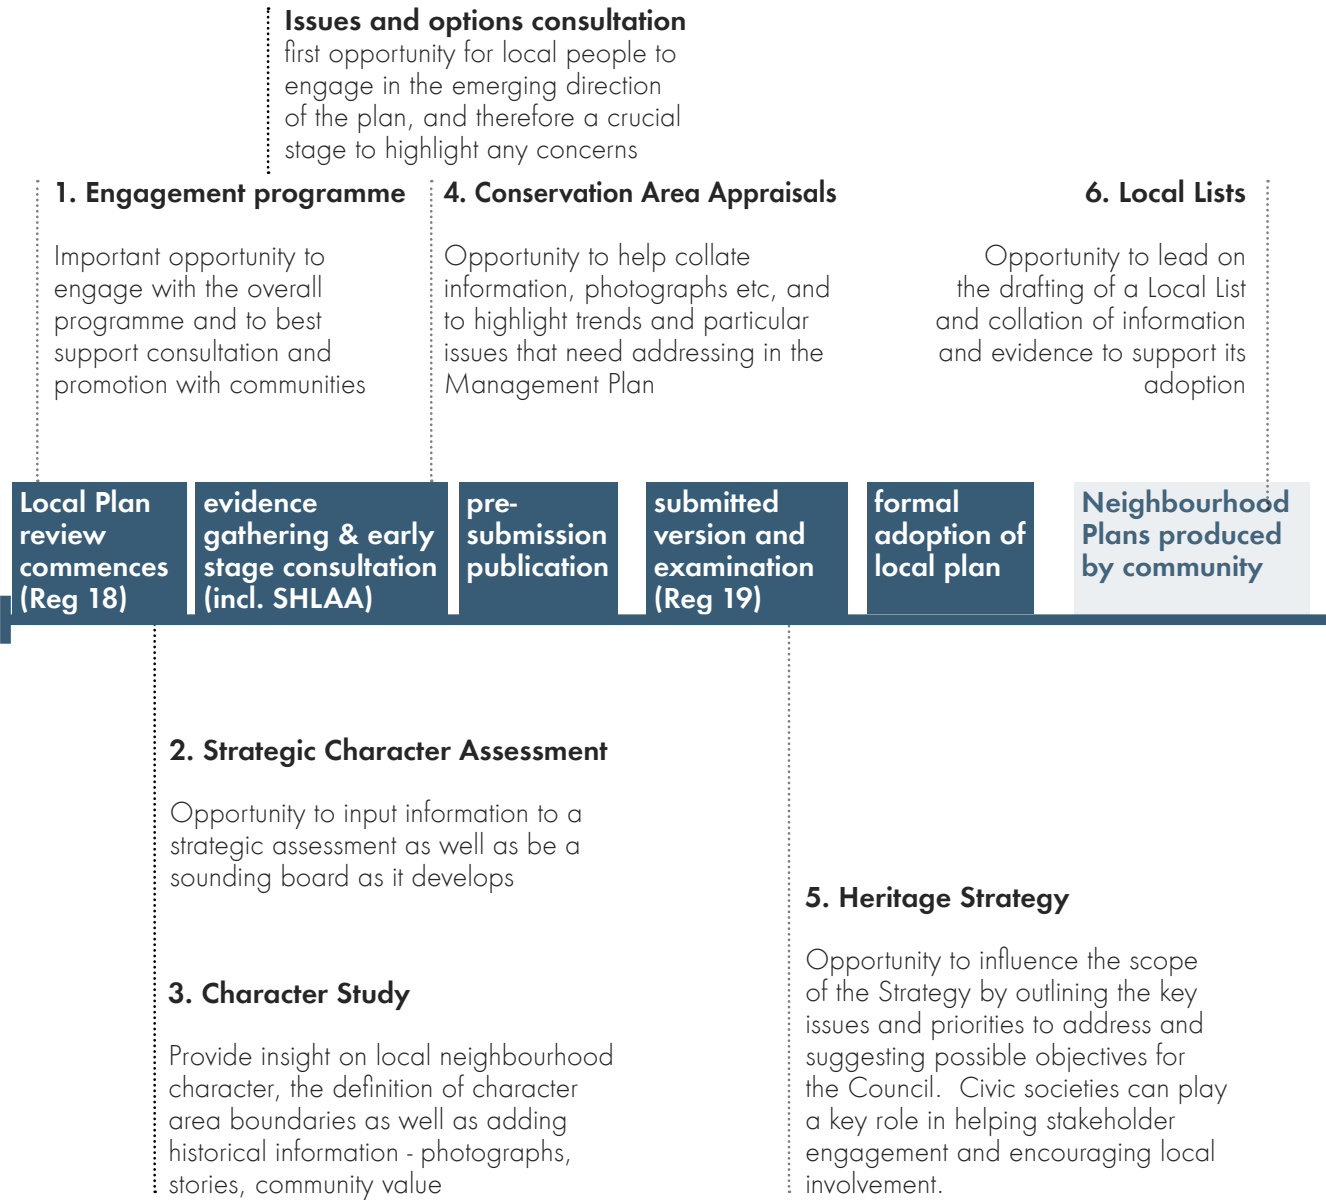 Issues and options consultation
first opportunity for local people to
engage in the emerging direction
of the plan, and therefore a crucial
stage to highlight any concerns
1. Engagement programme
Important opportunity to
engage with the overall
programme and to best
support consultation and
promotion with communities
4. Conservation Area Appraisals
Opportunity to help collate
information, photographs etc, and
to highlight trends and particular
issues that need addressing in the
Management Plan
6. Local Lists
Opportunity to lead on
the drafting of a Local List
and collation of information
and evidence to support its
adoption
Local Plan
review
commences
(Reg 18)
evidence
gathering & early
stage consultation
(incl. SHLAA)
pre-
submission
publication
submitted
version and
examination
(Reg 19)
formal
adoption of
local plan
Neighbourhood
Plans produced
by community
2. Strategic Character Assessment
Opportunity to input information to a
strategic assessment as well as be a
sounding board as it develops
3. Character Study
Provide insight on local neighbourhood
character, the definition of character
area boundaries as well as adding
historical information - photographs,
stories, community value
5. Heritage Strategy
Opportunity to influence the scope
of the Strategy by outlining the key
issues and priorities to address and
suggesting possible objectives for
the Council.  Civic societies can play
a key role in helping stakeholder
engagement and encouraging local
involvement.